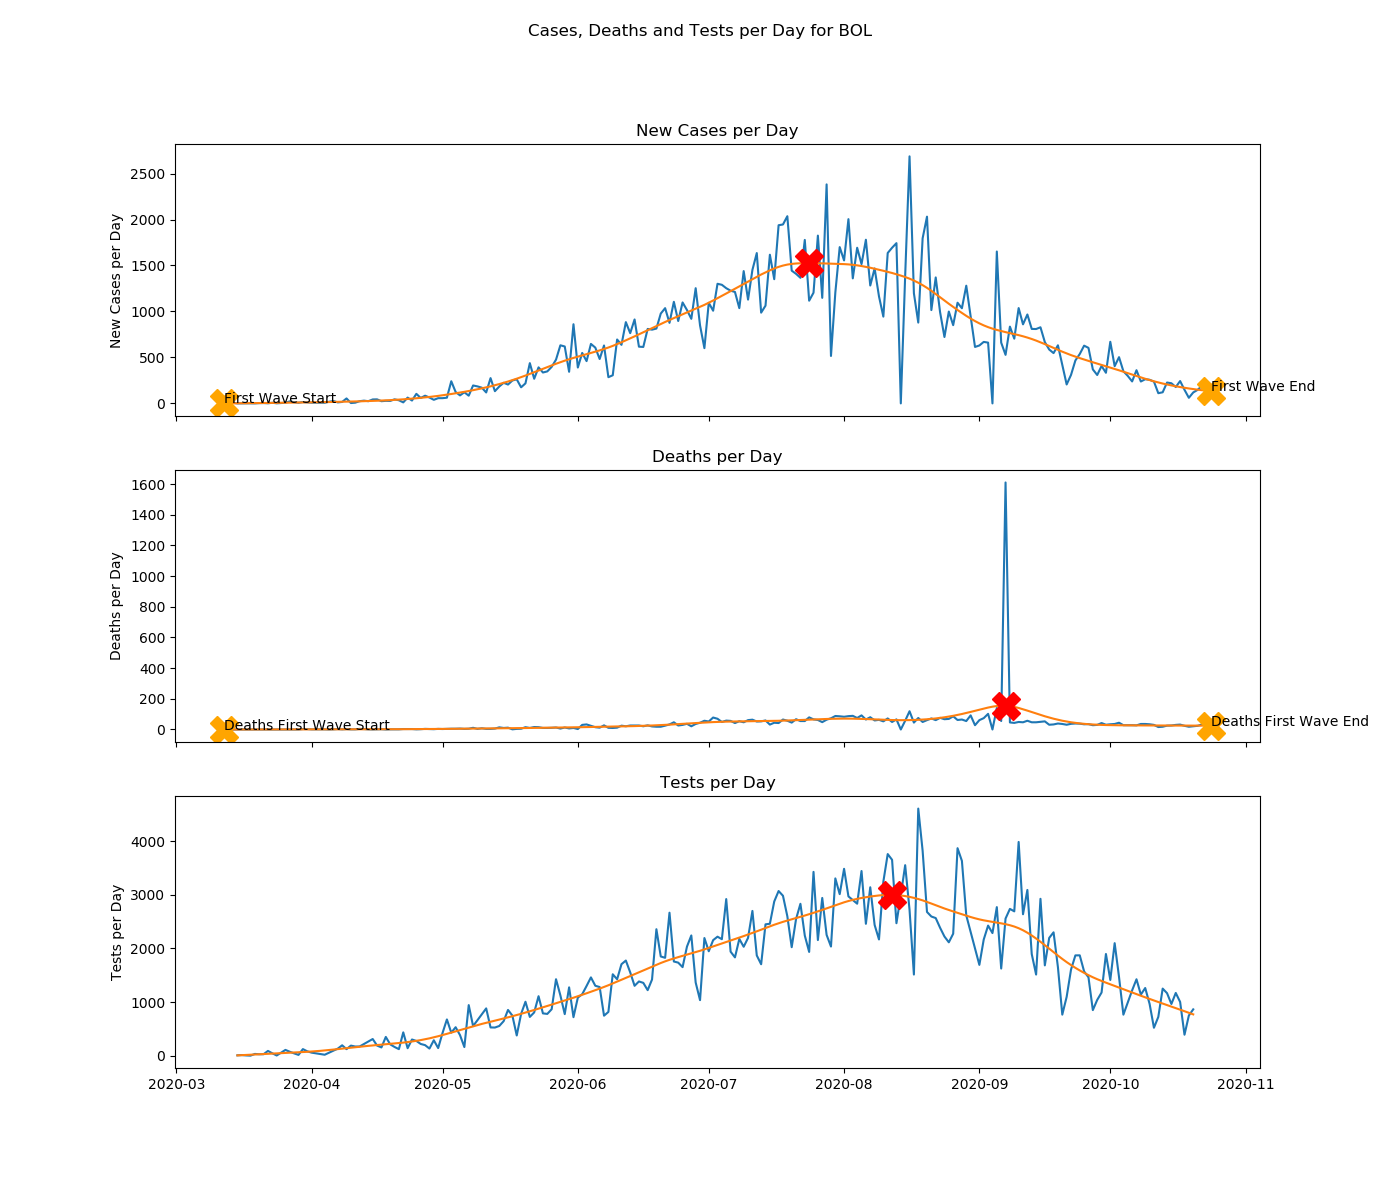 Cases, Deaths and Tests per Day for BOL
New Cases per Day
New Cases per Day
2500
2000
1500
1000
500
0
First Wave Start
First Wave End
Deaths per Day
Deaths per Day
1600
1400
1200
1000
800
600
400
200
0
Deaths First Wave Start
Deaths First Wave End
Tests per Day
Tests per Day
4000
3000
2000
1000
0
2020-03 2020-04 2020-05 2020-06 2020-07 2020-08 2020-09 2020-10 2020-11